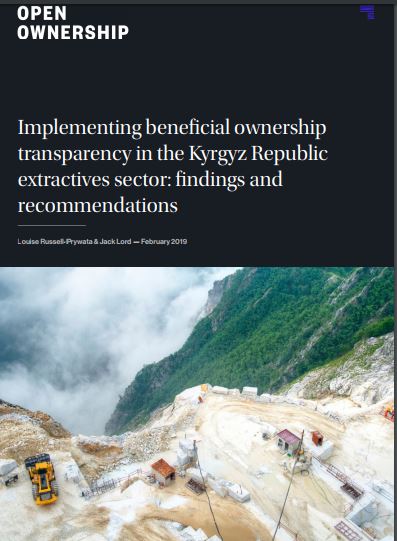 OPEN
OWNERSHIP
Implementing beneficial ownership
transparency in the Kyrgyz Republic
extractives sector: findings and
recommendations
Louise Russell-Prywata & Jack Lord — February 2019